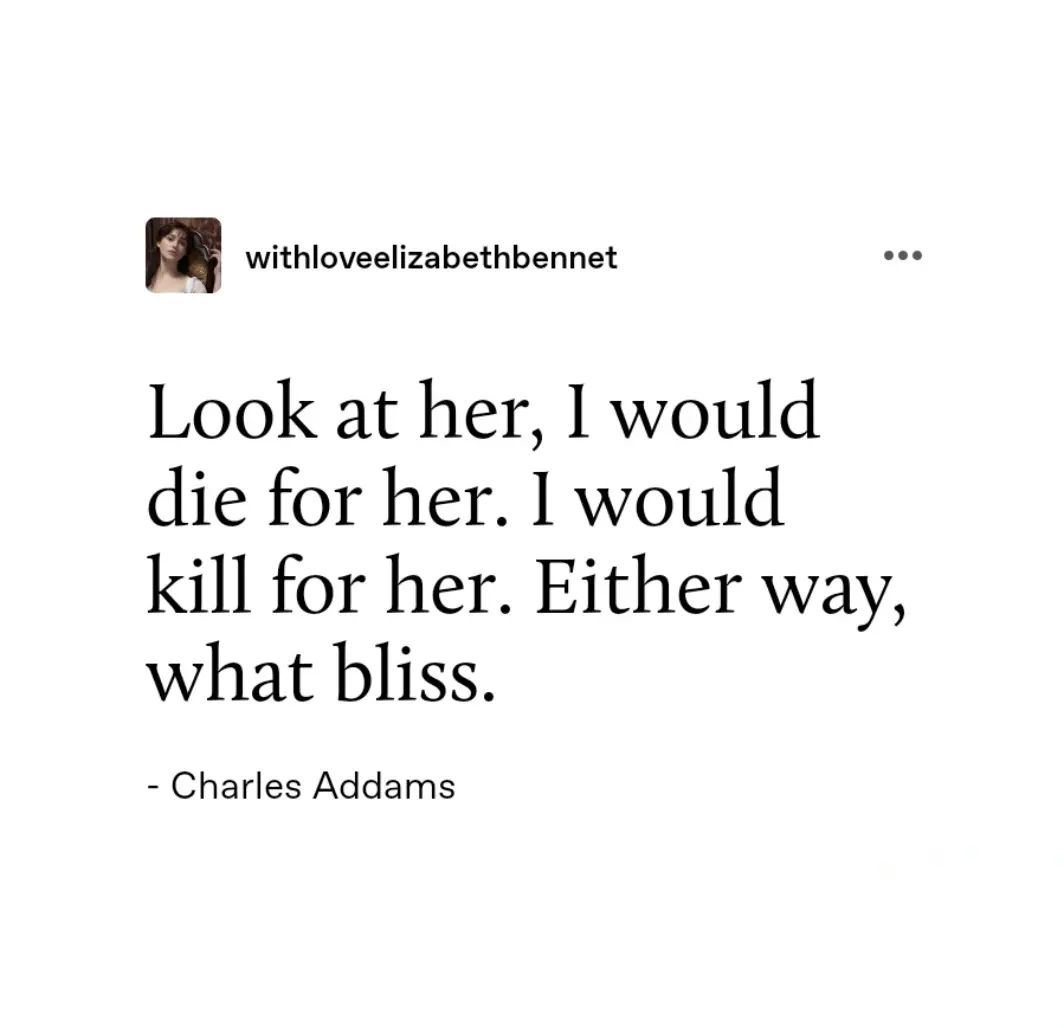 withloveelizabethbennet
Look at her, I would
die for her. I would
kill for her. Either way,
what bliss.
- Charles Addams